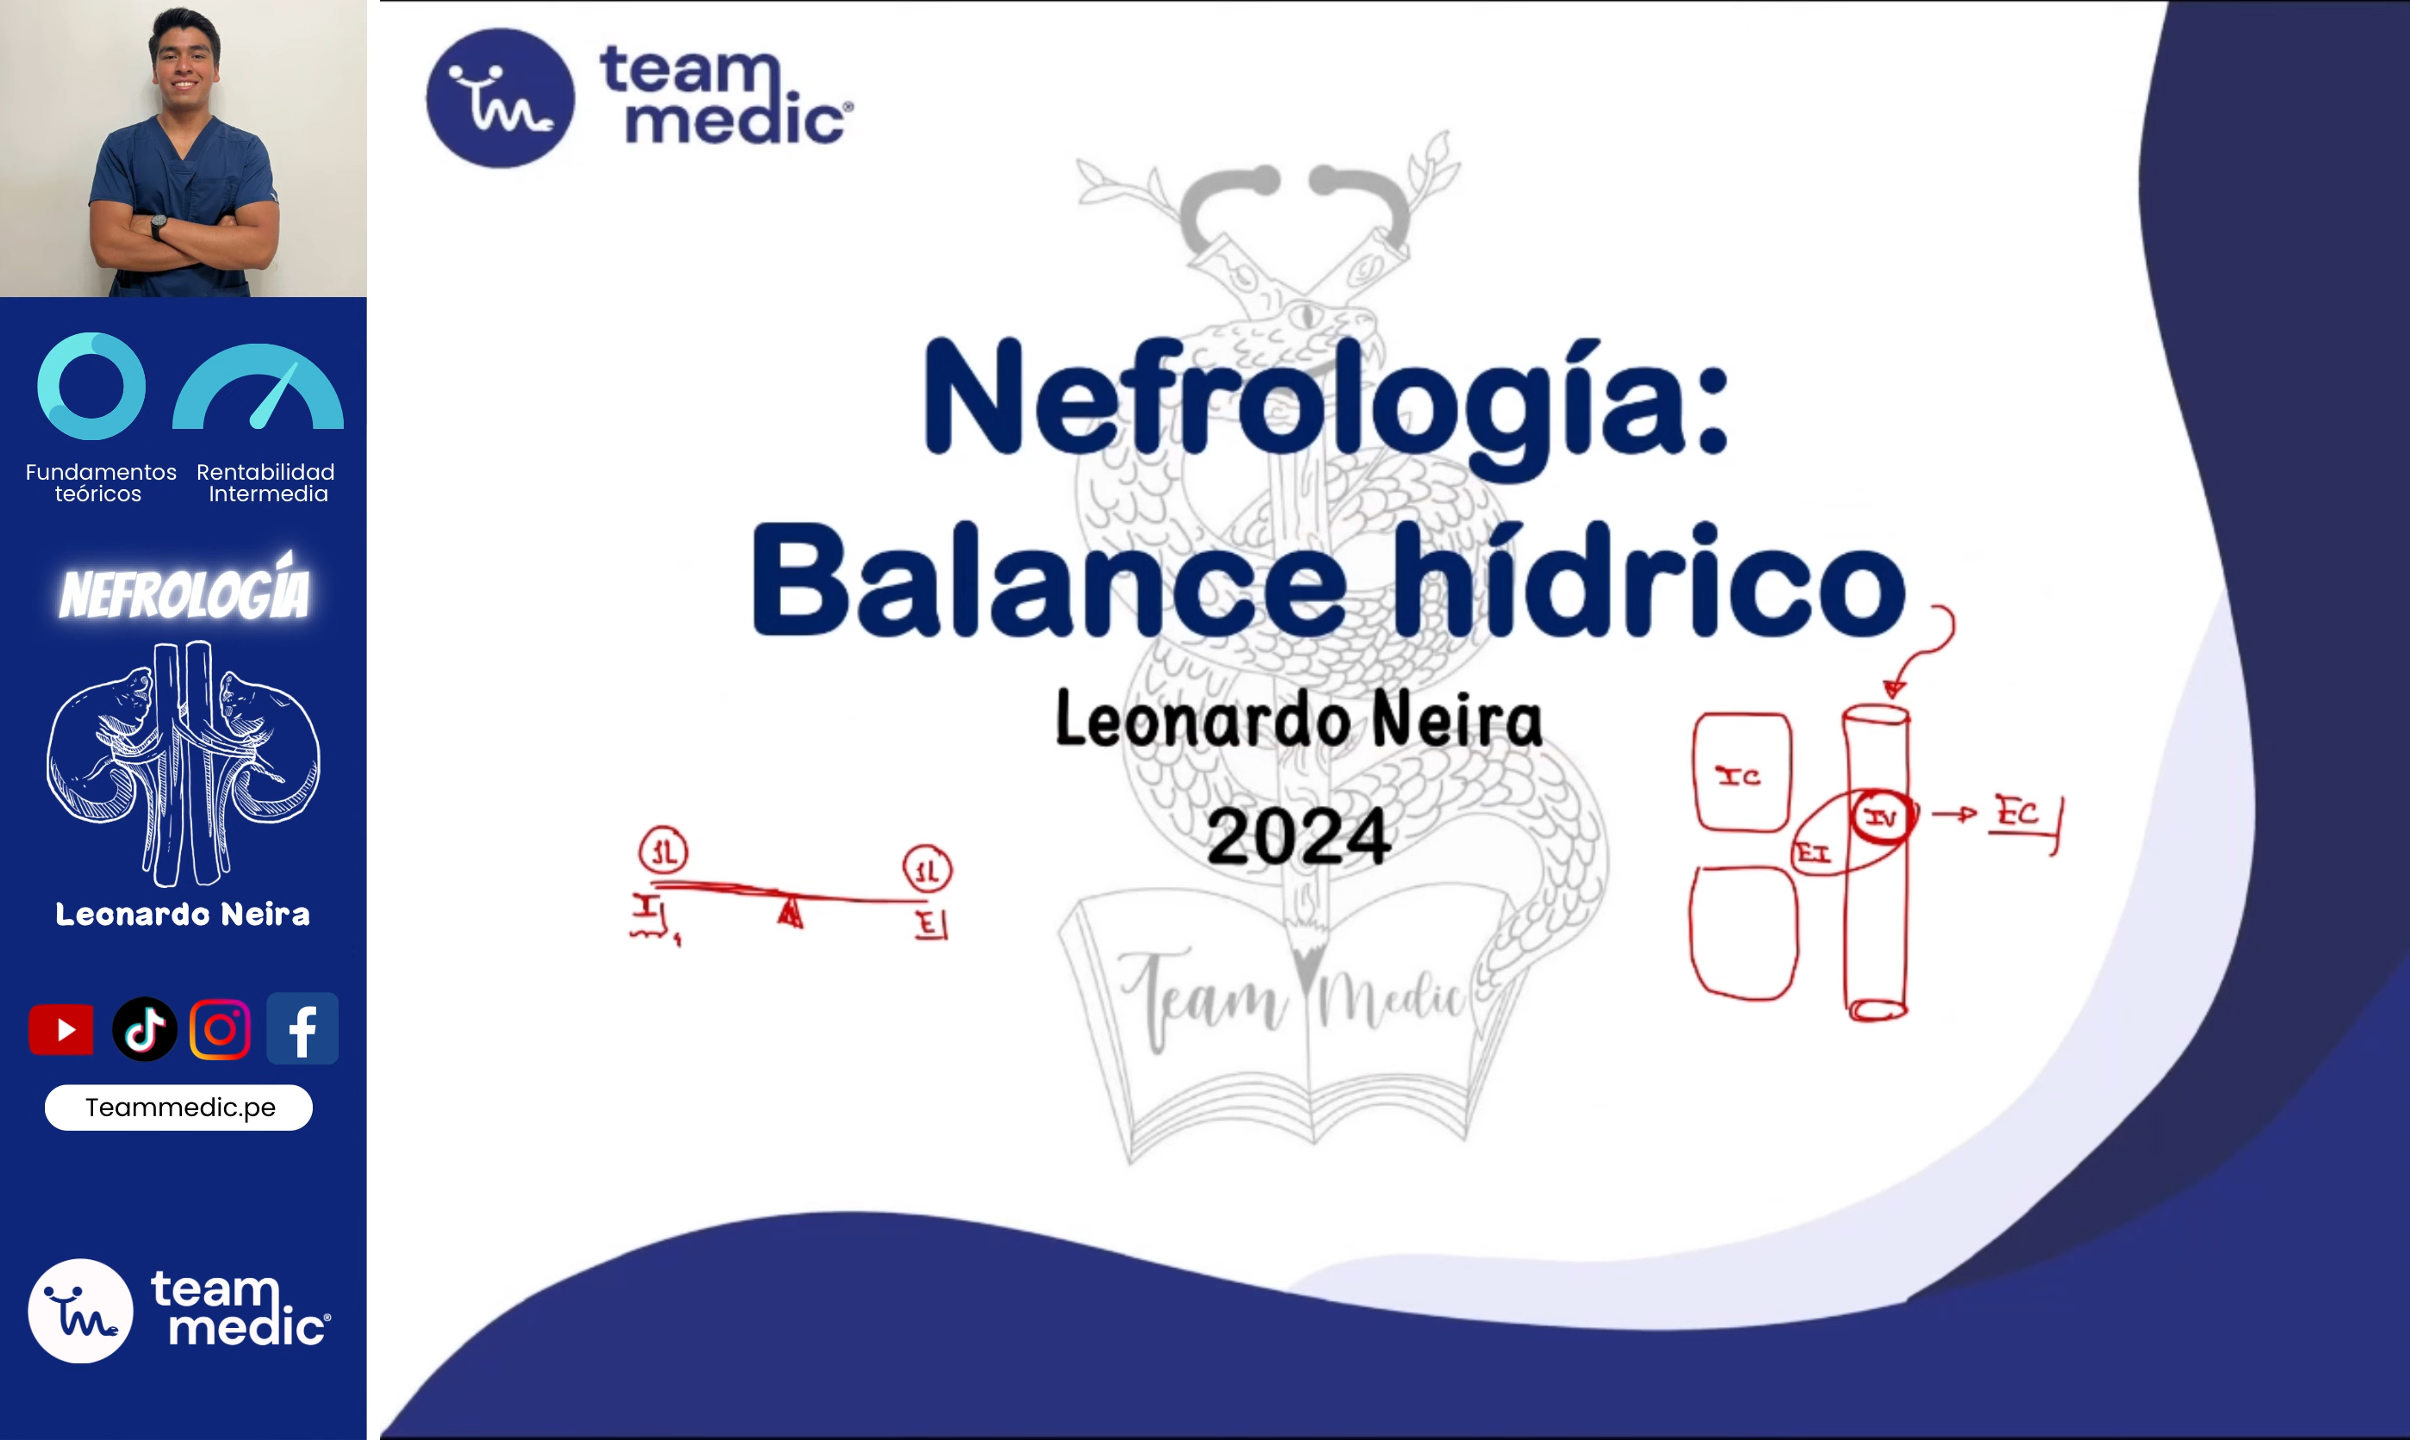 Fundamentos
teóricos
Rentabilidad
Intermedia
NEFROLOGÍA
Leonardo Neira
Teammedic.pe
team
medic®
team
medic®
Nefrología:
Balance hídrico
Leonardo Neira
2024
Team Medic
1L
1L
I
E
IC
IV
EI
EC